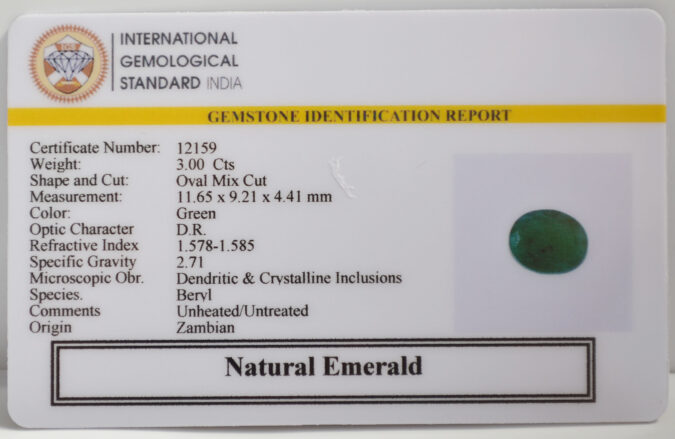 IGS
INTERNATIONAL
GEMOLOGICAL
STANDARD INDIA
GEMSTONE IDENTIFICATION REPORT
Certificate Number: 12159
Weight: 3.00 Cts
Shape and Cut: Oval Mix Cut
Measurement: 11.65 x 9.21 x 4.41 mm
Color: Green
Optic Character D.R.
Refractive Index 1.578-1.585
Specific Gravity 2.71
Microscopic Obr. Dendritic & Crystalline Inclusions
Species. Beryl
Comments Unheated/Untreated
Origin Zambian
Natural Emerald